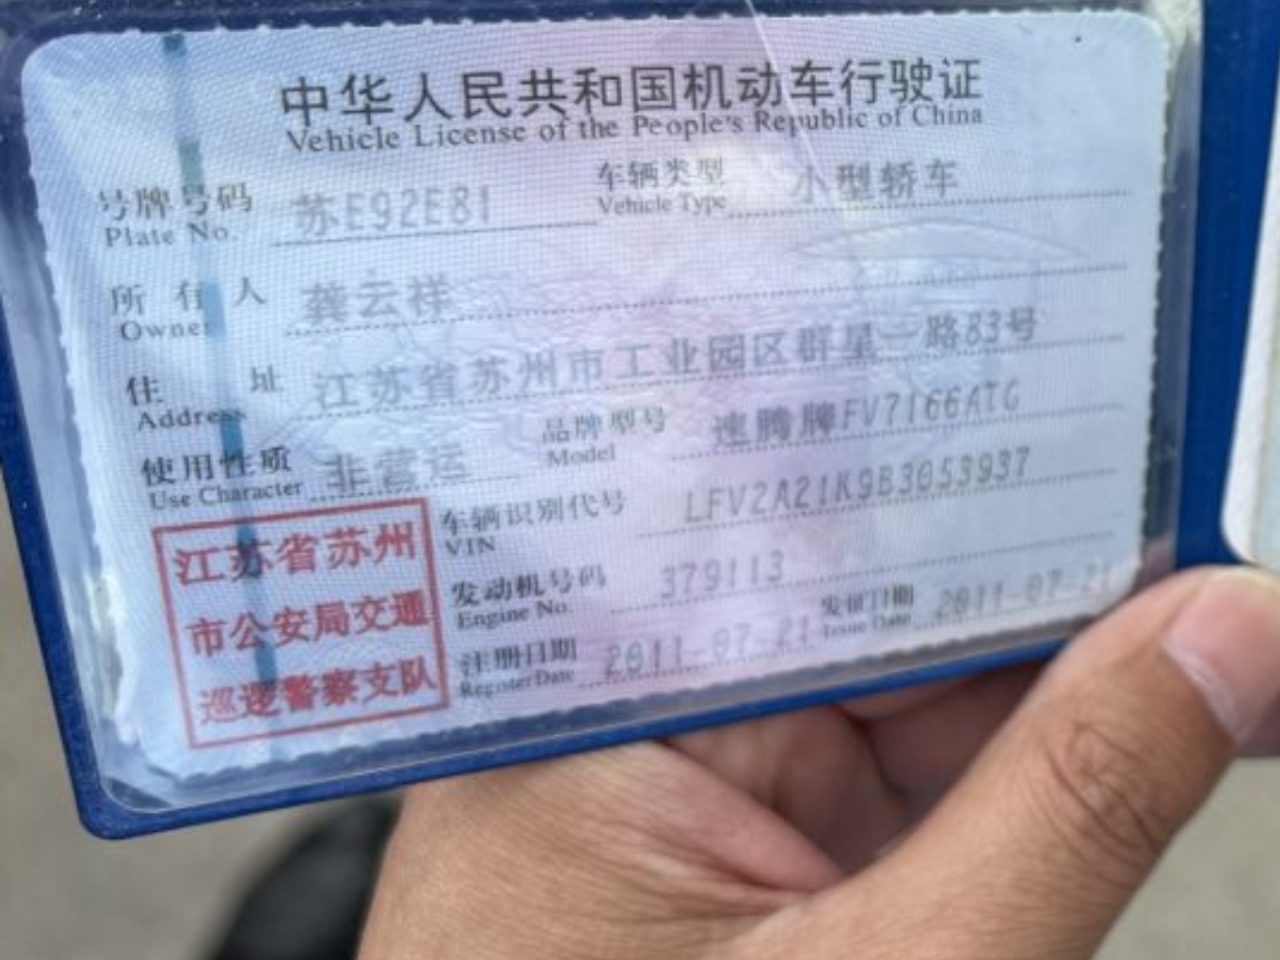 中华人民共和国机动车行驶证
Vehicle License of the People's Republic of China
号牌号码 苏E92E81 车辆类型 小型轿车
Plate No. Vehicle Type
所有人 龚云祥
Owner
住址 江苏省苏州市工业园区群星一路83号
Address
使用性质 非营运 品牌型号 速腾牌FV7166ATG
Use Character Model
车辆识别代号 LFV2A21K9B3053937
VIN
发动机号码 379113 发证日期 2011-07-21
Engine No. Issue Date
注册日期 2011-07-21
Register Date
江苏省苏州
市公安局交通
巡逻警察支队